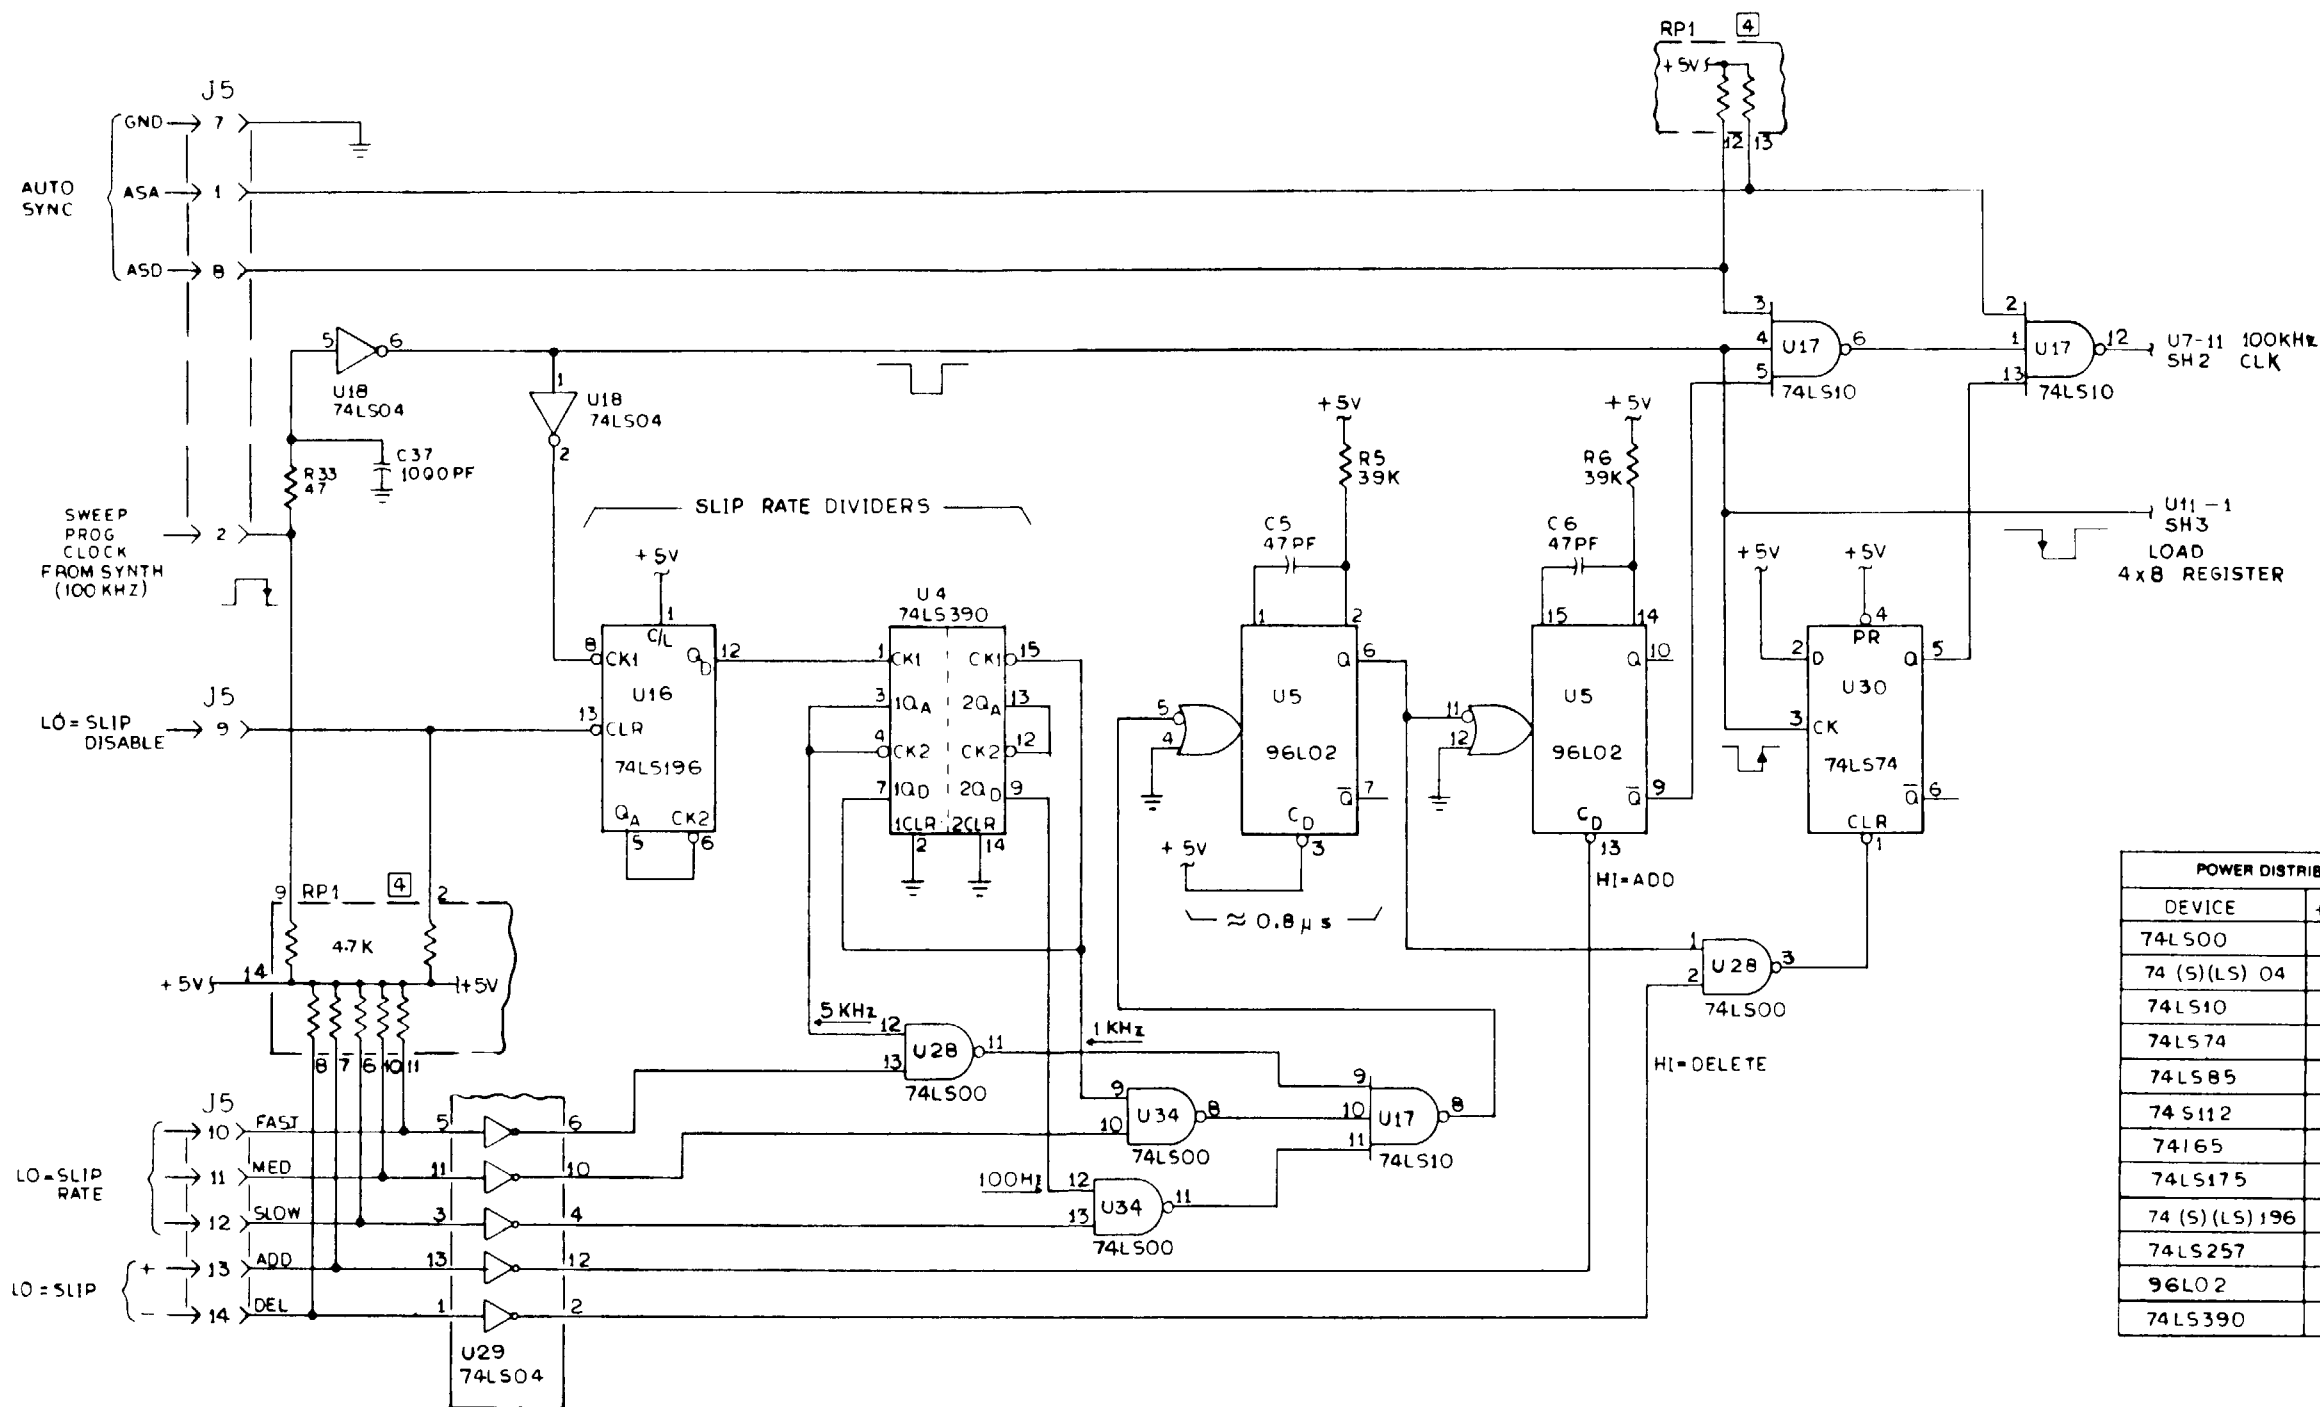 RP1 4
+5V
12 13
J5
AUTO SYNC
GND 7
ASA 1
ASD 8
5 6
U18
74LS04
1
U18
74LS04
2
3
4 U17 6
5
74LS10
2
1 U17 12
13
74LS10
U7-11 100KHz
SH2 CLK
C37
1000PF
R33
47
SWEEP
PROG
CLOCK
FROM SYNTH
(100KHZ)
2
SLIP RATE DIVIDERS
+5V
1
C/L
8 CK1 QD 12
U16
13 CLR
74LS196
QA CK2
5 6
U4
74LS390
1 CK1 CK1 15
3 1QA 2QA 13
4 CK2 CK2 12
7 1QD 2QD 9
1CLR 2CLR
2 14
+5V
R5
39K
C5
47PF
1 2
Q 6
U5
5
4
96L02
Q 7
CD
3
+5V
≈ 0.8 µs
+5V
R6
39K
C6
47PF
15 14
Q 10
U5
11
12
96L02
Q 9
CD
13
HI=ADD
U11-1
SH3
LOAD
4x8 REGISTER
+5V +5V
4
PR
2 D Q 5
U30
3 CK
74LS74
Q 6
CLR
1
J5
LO=SLIP
DISABLE
9
9 RP1 4 2
4.7K
+5V 14 +5V
8 7 6 10 11
1
2 U28 3
74LS00
HI=DELETE
5 KHz 12
13 U28 11
74LS00
1 KHz
9
10 U34 8
74LS00
100Hz 12
13 U34 11
74LS00
9
10 U17 8
11
74LS10
J5
LO=SLIP
RATE
10 FAST 5 6
11 MED 11 10
12 SLOW 3 4
LO=SLIP
+ 13 ADD 13 12
- 14 DEL 1 2
U29
74LS04
POWER DISTRIB
DEVICE +
74LS00
74 (S)(LS) 04
74LS10
74LS74
74LS85
74S112
74165
74LS175
74 (S)(LS) 196
74LS257
96L02
74LS390